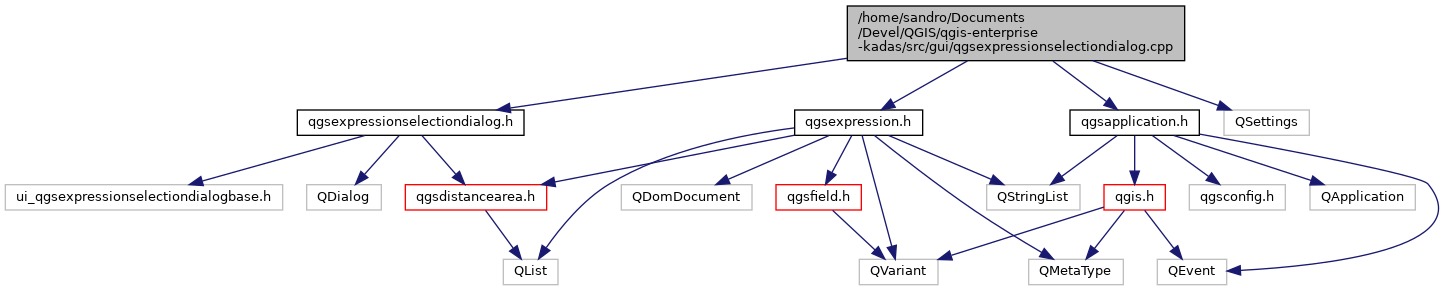 /home/sandro/Documents
/Devel/QGIS/qgis-enterprise
-kadas/src/gui/qgsexpressionselectiondialog.cpp
qgsexpressionselectiondialog.h
qgsexpression.h
qgsapplication.h
QSettings
ui_qgsexpressionselectiondialogbase.h
QDialog
qgsdistancearea.h
QDomDocument
qgsfield.h
QStringList
qgis.h
qgsconfig.h
QApplication
QList
QVariant
QMetaType
QEvent